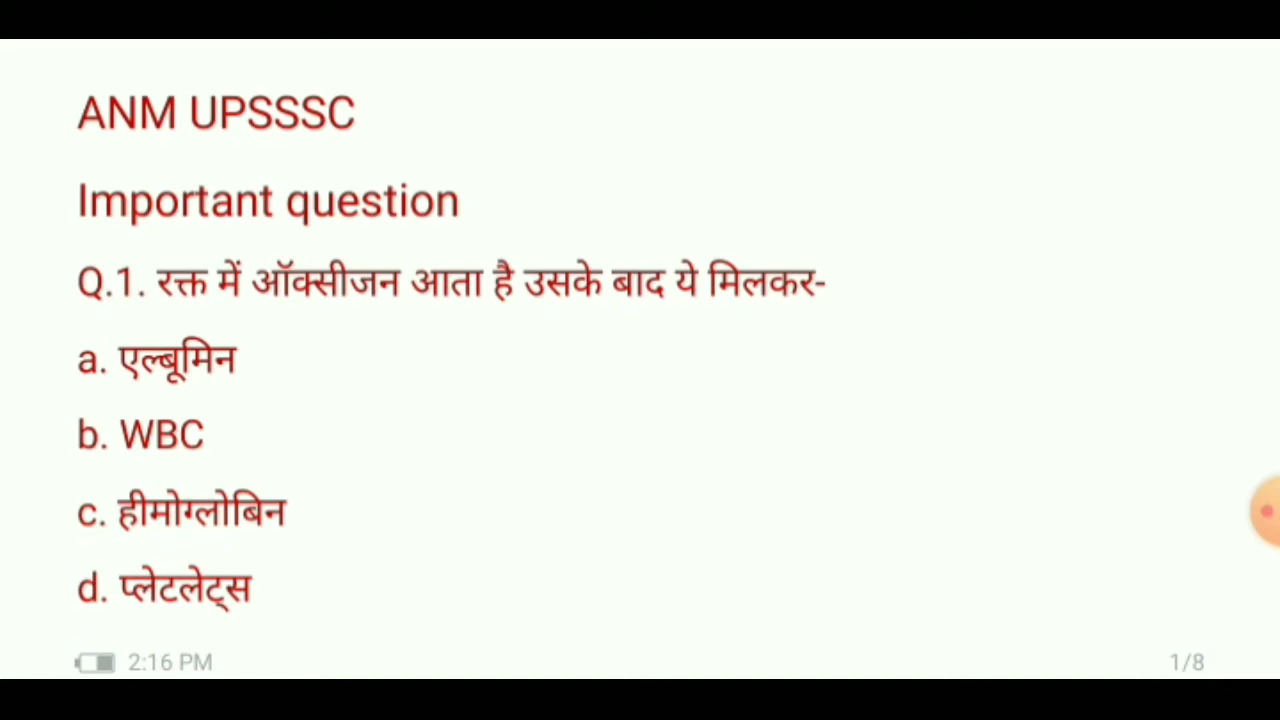 ANM UPSSSC
Important question
Q.1. रक्त में ऑक्सीजन आता है उसके बाद ये मिलकर-
a. एल्बूमिन
b. WBC
c. हीमोग्लोबिन
d. प्लेटलेट्स
2:16 PM
1/8